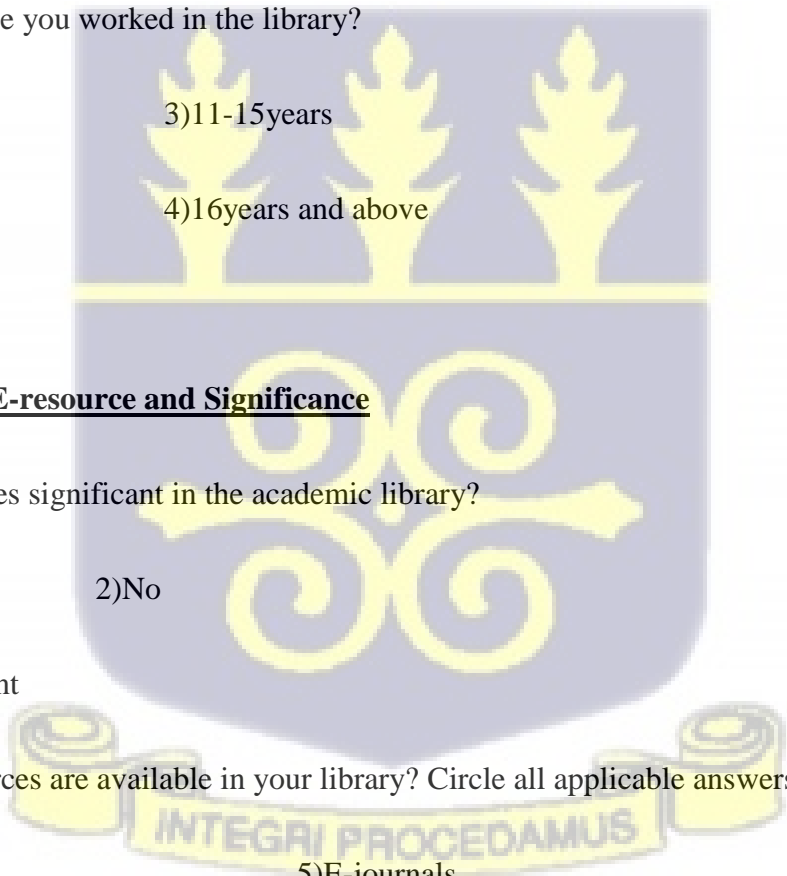 e you worked in the library?
3)11-15years
4)16years and above
E-resource and Significance
es significant in the academic library?
2)No
nt
rces are available in your library? Circle all applicable answers
INTEGRI PROCEDAMUS
5)E-journals